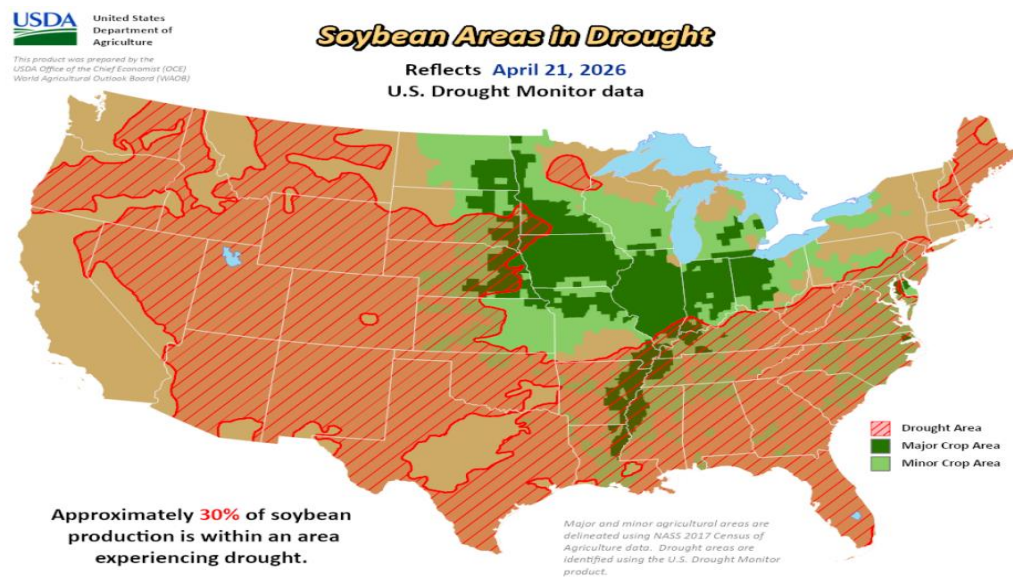 USDA
United States
Department of
Agriculture
This product was prepared by the
USDA Office of the Chief Economist (OCE)
World Agricultural Outlook Board (WAOB)
Soybean Areas in Drought
Reflects April 21, 2026
U.S. Drought Monitor data
Drought Area
Major Crop Area
Minor Crop Area
Approximately 30% of soybean
production is within an area
experiencing drought.
Major and minor agricultural areas are
delineated using NASS 2017 Census of
Agriculture data. Drought areas are
identified using the U.S. Drought Monitor
product.